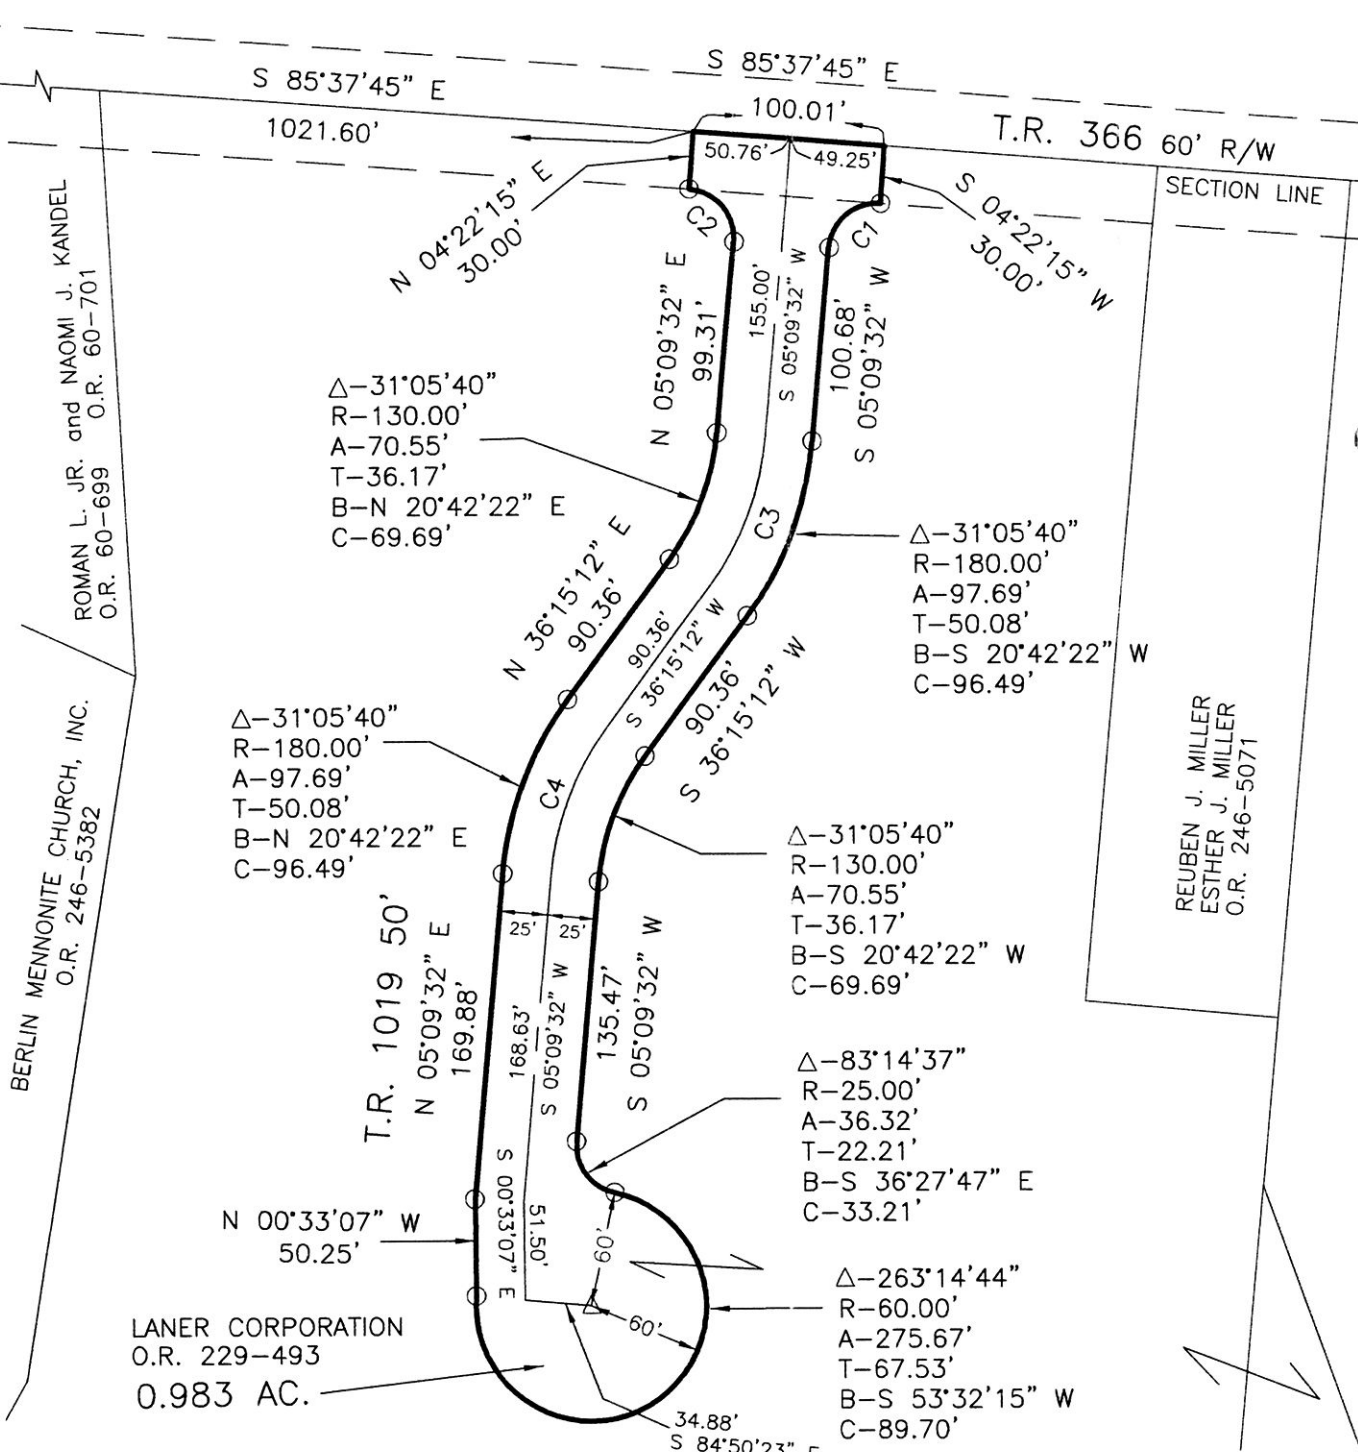 S 85°37'45" E
S 85°37'45" E
100.01'
1021.60'
T.R. 366 60' R/W
50.76'
49.25'
SECTION LINE
N 04°22'15" E
30.00'
S 04°22'15" W
30.00'
C2
C1
ROMAN L. JR. and NAOMI J. KANDEL
O.R. 60-699 O.R. 60-701
N 05°09'32" E
99.31'
155.00'
S 05°09'32" W
100.68'
S 05°09'32" W
△-31°05'40"
R-130.00'
A-70.55'
T-36.17'
B-N 20°42'22" E
C-69.69'
C3
△-31°05'40"
R-180.00'
A-97.69'
T-50.08'
B-S 20°42'22" W
C-96.49'
N 36°15'12" E
90.36'
90.36'
S 36°15'12" W
90.36'
S 36°15'12" W
△-31°05'40"
R-180.00'
A-97.69'
T-50.08'
B-N 20°42'22" E
C-96.49'
C4
BERLIN MENNONITE CHURCH, INC.
O.R. 246-5382
REUBEN J. MILLER
ESTHER J. MILLER
O.R. 246-5071
△-31°05'40"
R-130.00'
A-70.55'
T-36.17'
B-S 20°42'22" W
C-69.69'
25'
25'
T.R. 1019 50'
N 05°09'32" E
169.88'
168.63'
S 05°09'32" W
135.47'
S 05°09'32" W
△-83°14'37"
R-25.00'
A-36.32'
T-22.21'
B-S 36°27'47" E
C-33.21'
N 00°33'07" W
50.25'
S 00°33'07" E
51.50'
60'
60'
△-263°14'44"
R-60.00'
A-275.67'
T-67.53'
B-S 53°32'15" W
C-89.70'
LANER CORPORATION
O.R. 229-493
0.983 AC.
34.88'
S 84°50'23" E